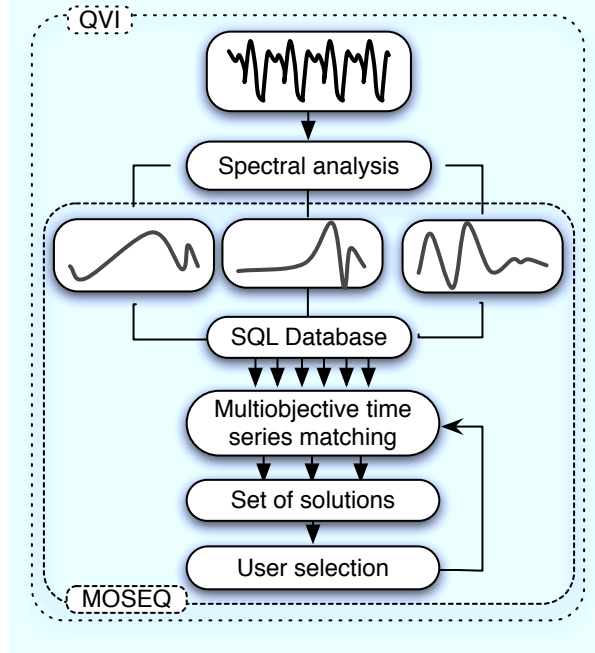 QVI
Spectral analysis
SQL Database
Multiobjective time
series matching
Set of solutions
User selection
MOSEQ